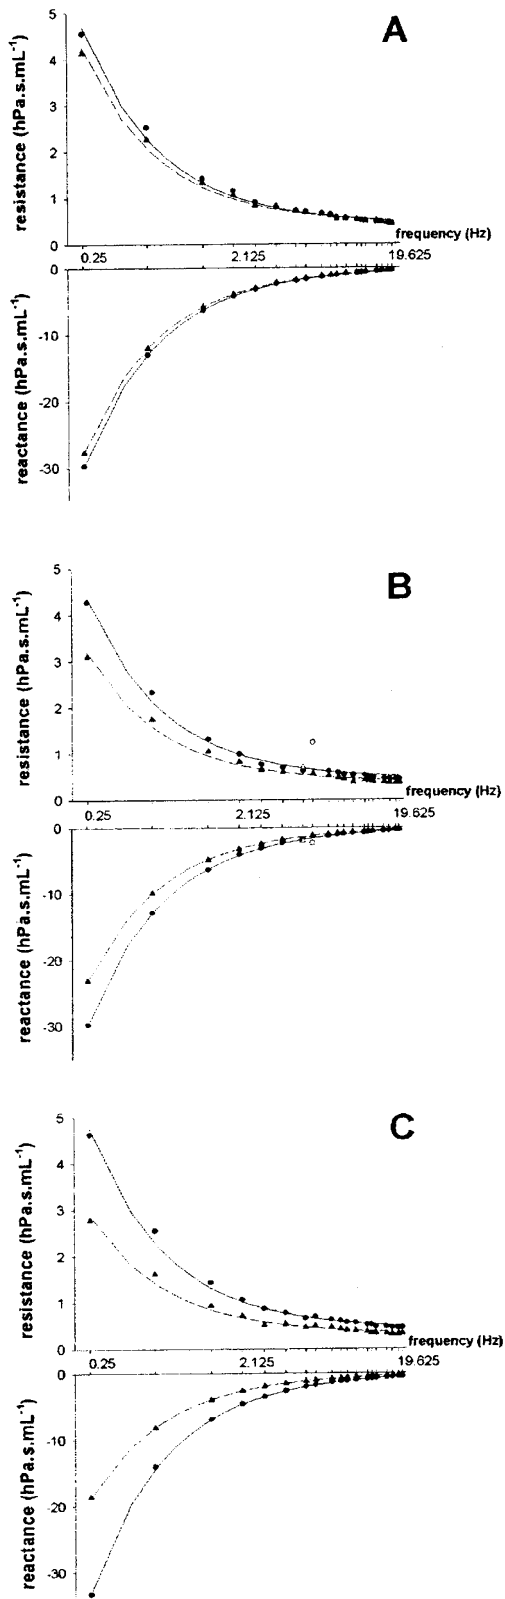 A
resistance (hPa.s.mL-1)
5
4
3
2
1
0
frequency (Hz)
0.25 2.125 19.625
reactance (hPa.s.mL-1)
0
-10
-20
-30
B
resistance (hPa.s.mL-1)
5
4
3
2
1
0
frequency (Hz)
0.25 2.125 19.625
reactance (hPa.s.mL-1)
0
-10
-20
-30
C
resistance (hPa.s.mL-1)
5
4
3
2
1
0
frequency (Hz)
0.25 2.125 19.625
reactance (hPa.s.mL-1)
0
-10
-20
-30